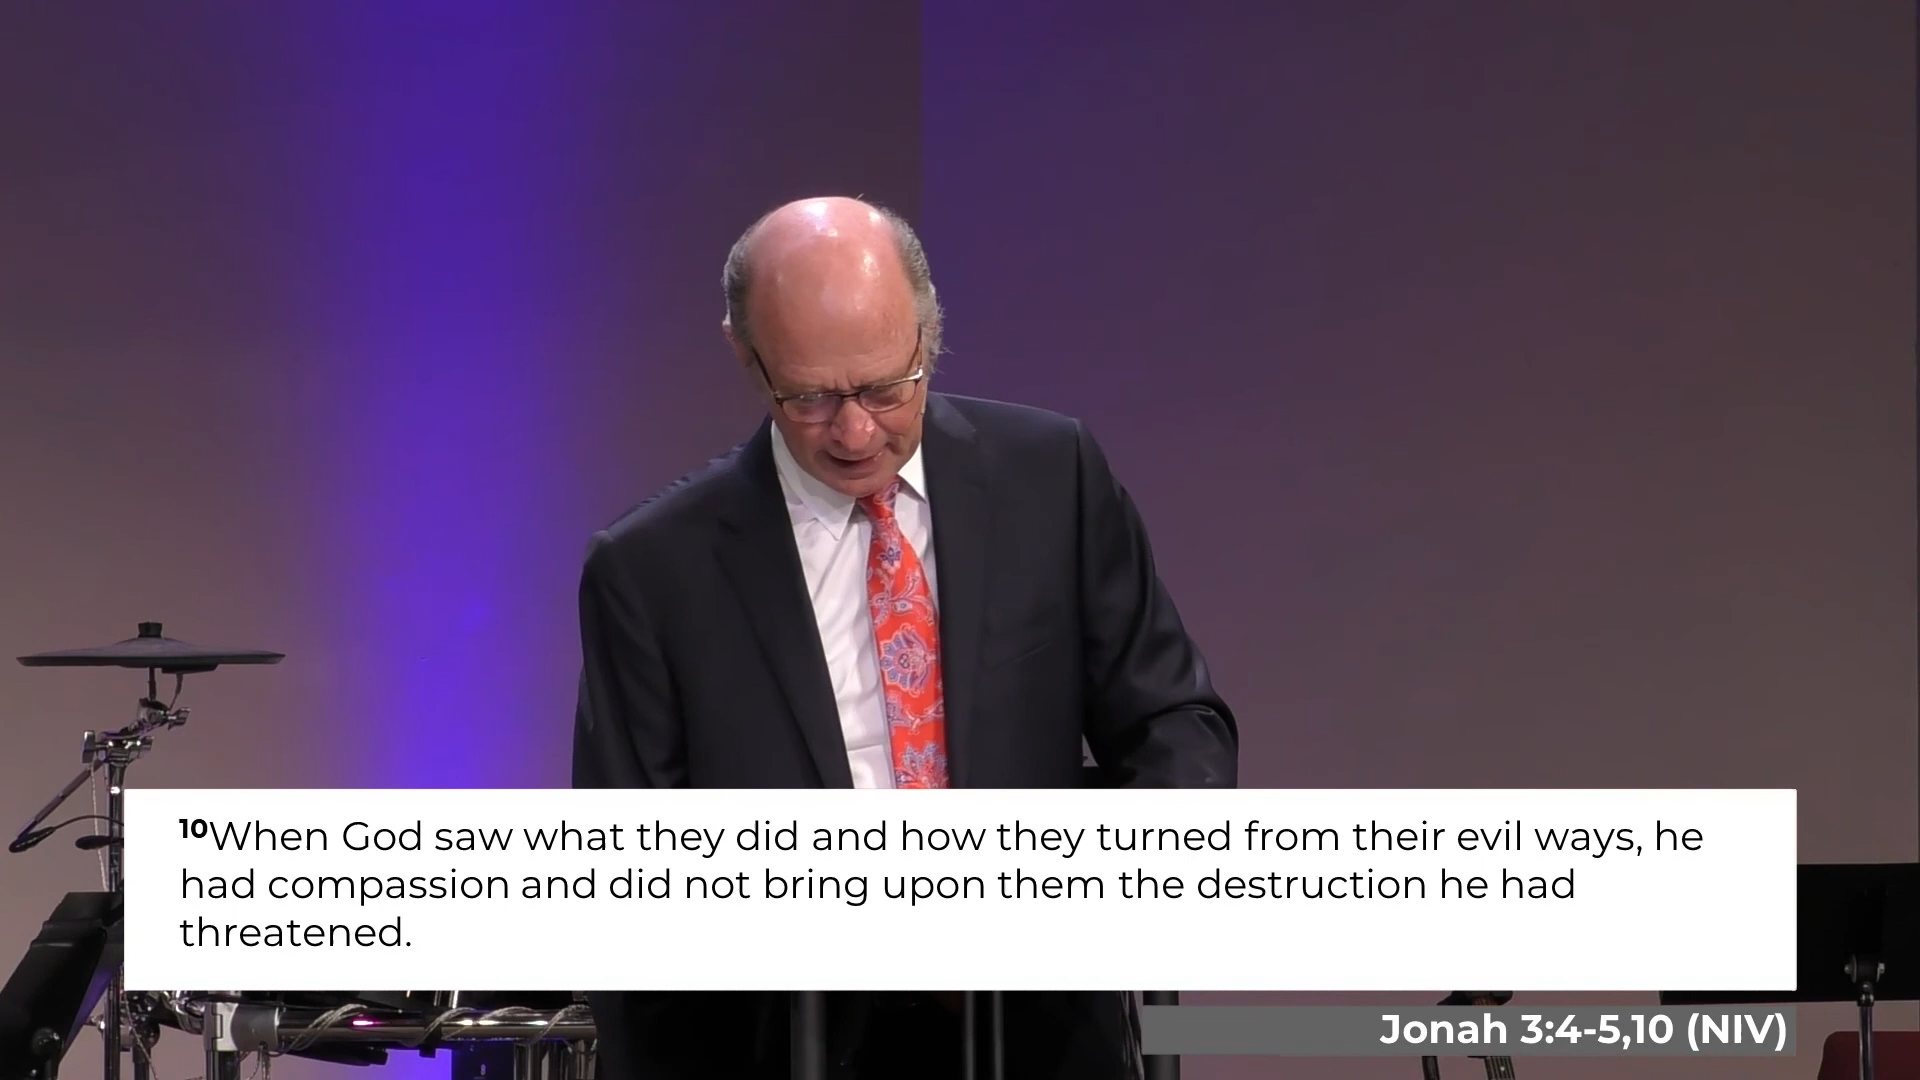 10When God saw what they did and how they turned from their evil ways, he
had compassion and did not bring upon them the destruction he had
threatened.
Jonah 3:4-5,10 (NIV)